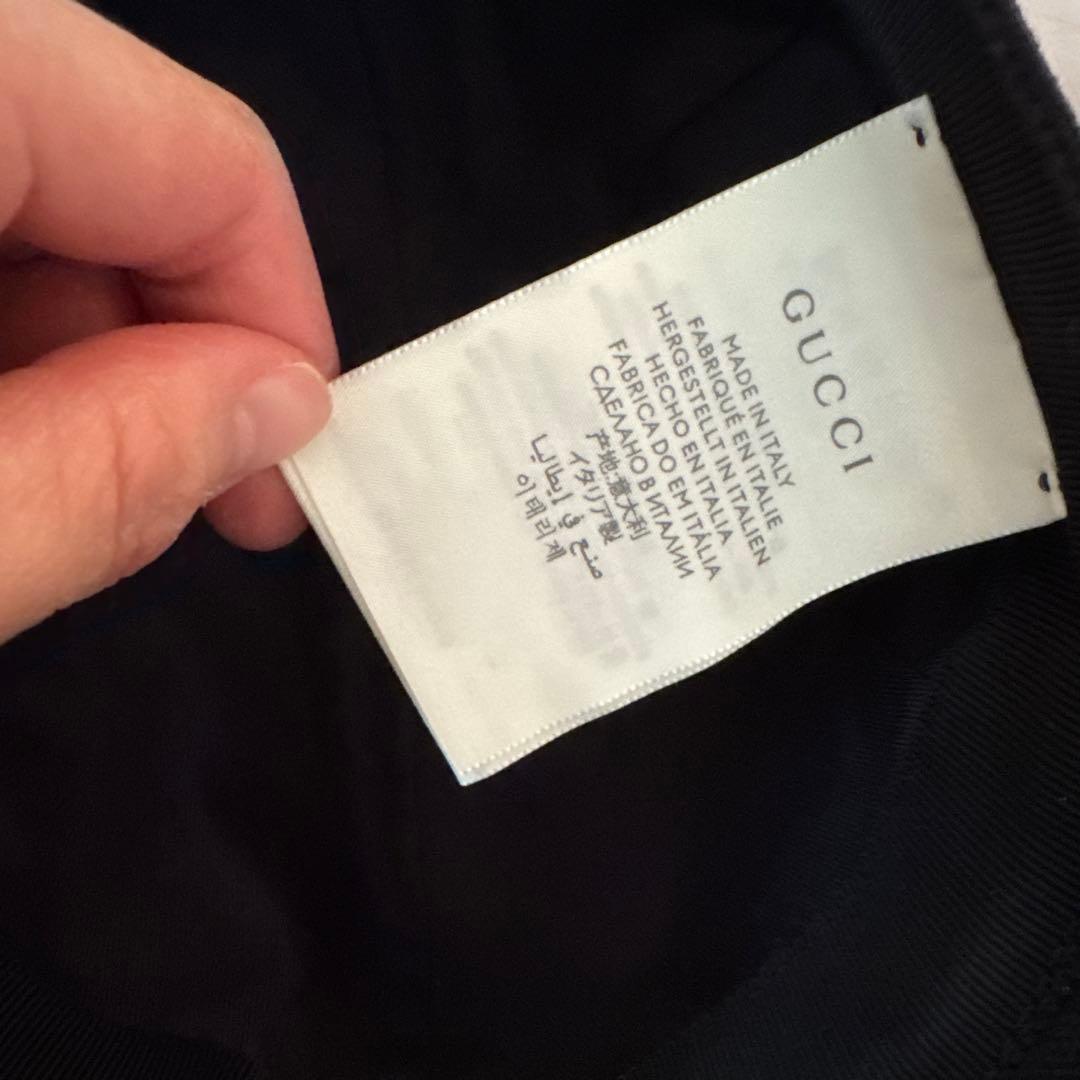 GUCCI
MADE IN ITALY
FABRIQUÉ EN ITALIE
HERGESTELLT IN ITALIEN
HECHO EN ITALIA
FABRICADO EM ITÁLIA
СДЕЛАНО В ИТАЛИИ
产地:意大利
イタリア製
صنع في إيطاليا
이태리제